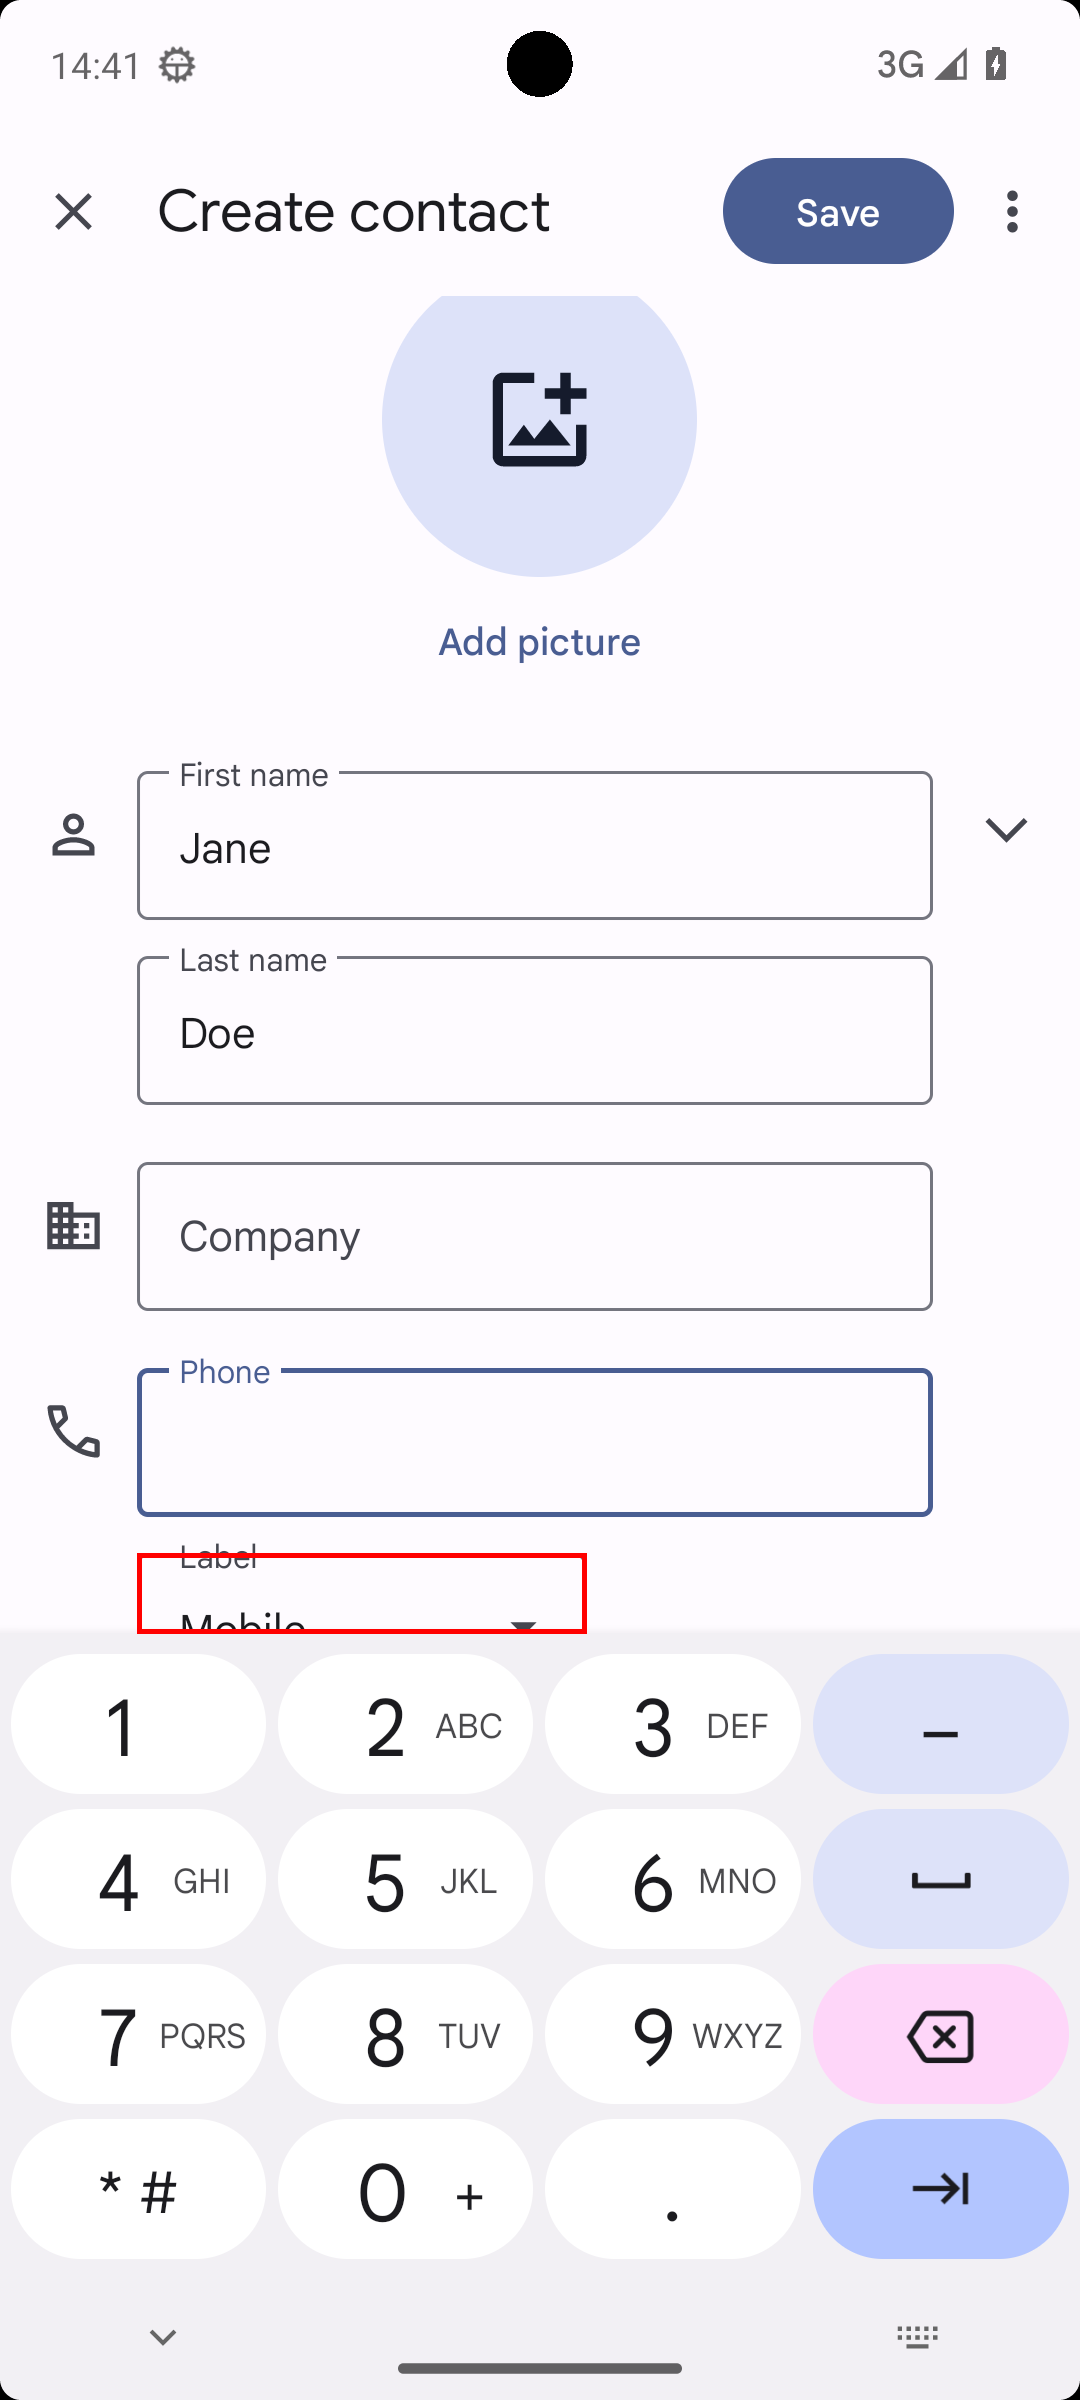 14:41
3G
Create contact
Save
Add picture
First name
Jane
Last name
Doe
Company
Phone
Label
Mobile
1
2 ABC
3 DEF
–
4 GHI
5 JKL
6 MNO
7 PQRS
8 TUV
9 WXYZ
* #
0 +
.